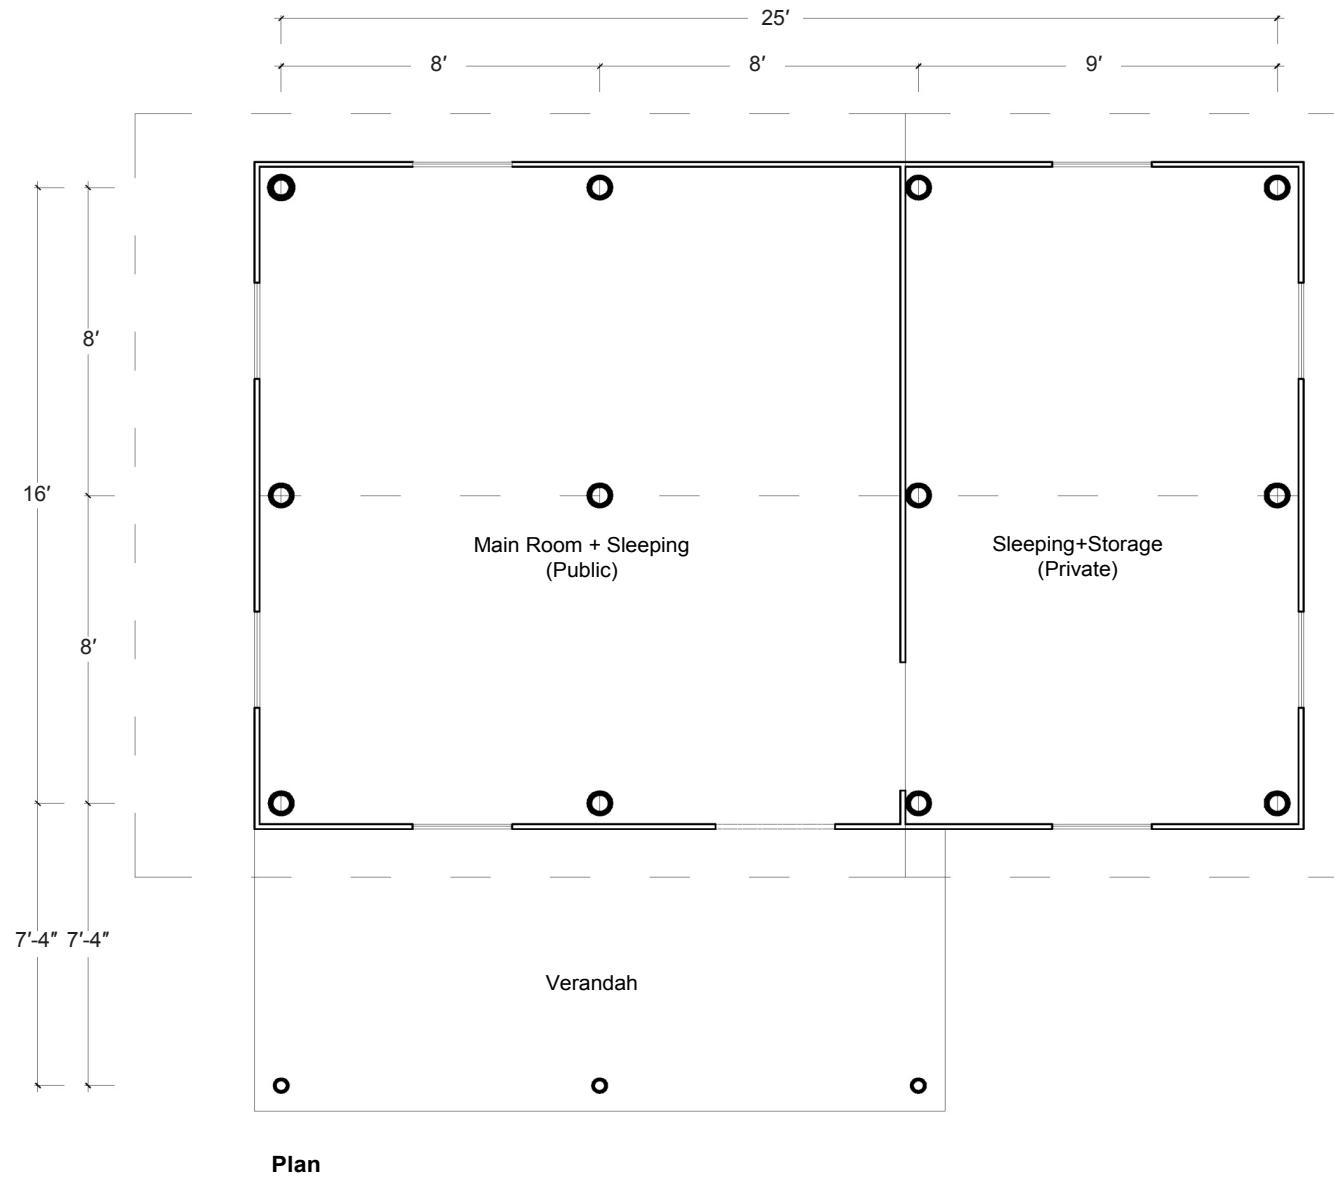 25′
8′
8′
9′
8′
16′
Main Room + Sleeping
(Public)
Sleeping+Storage
(Private)
8′
7′-4″ 7′-4″
Verandah
Plan